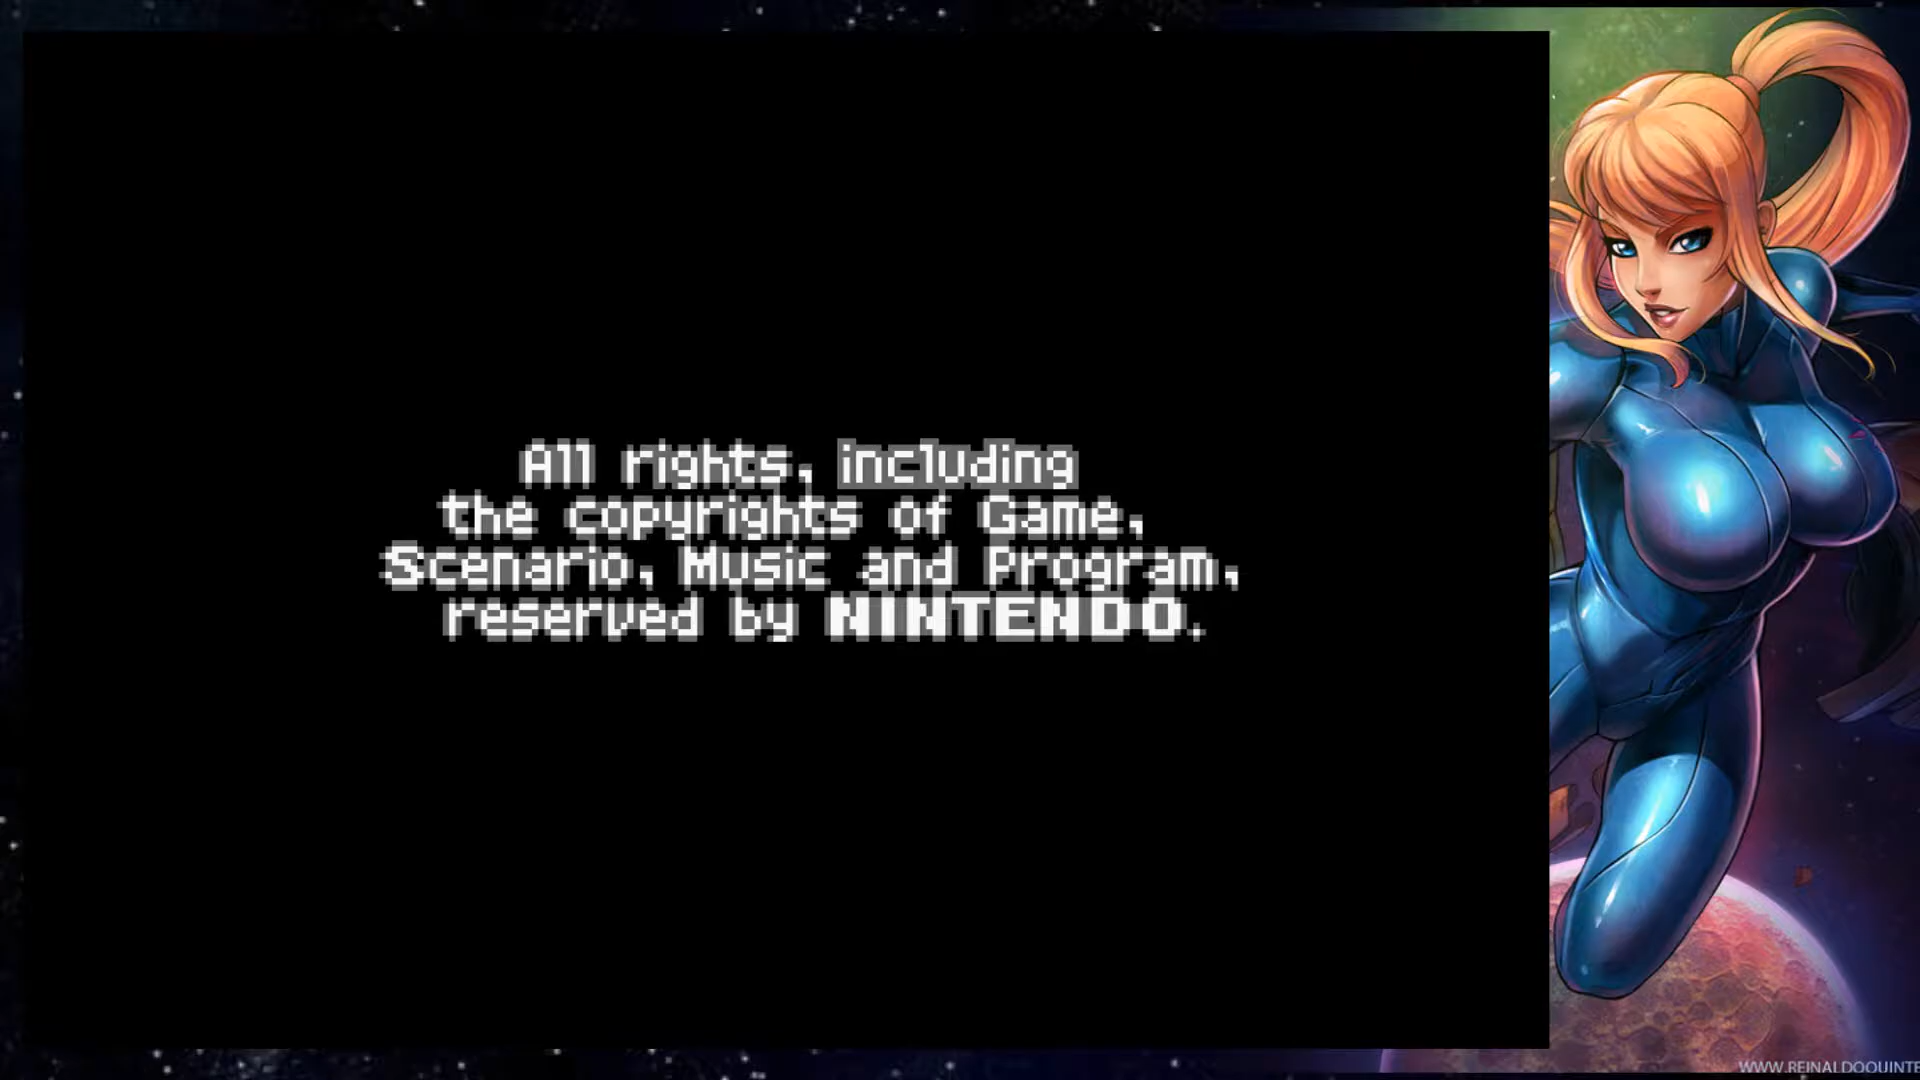 All rights, including
the copyrights of Game,
Scenario, Music and Program,
reserved by NINTENDO.
WWW.REINALDOQUINTE